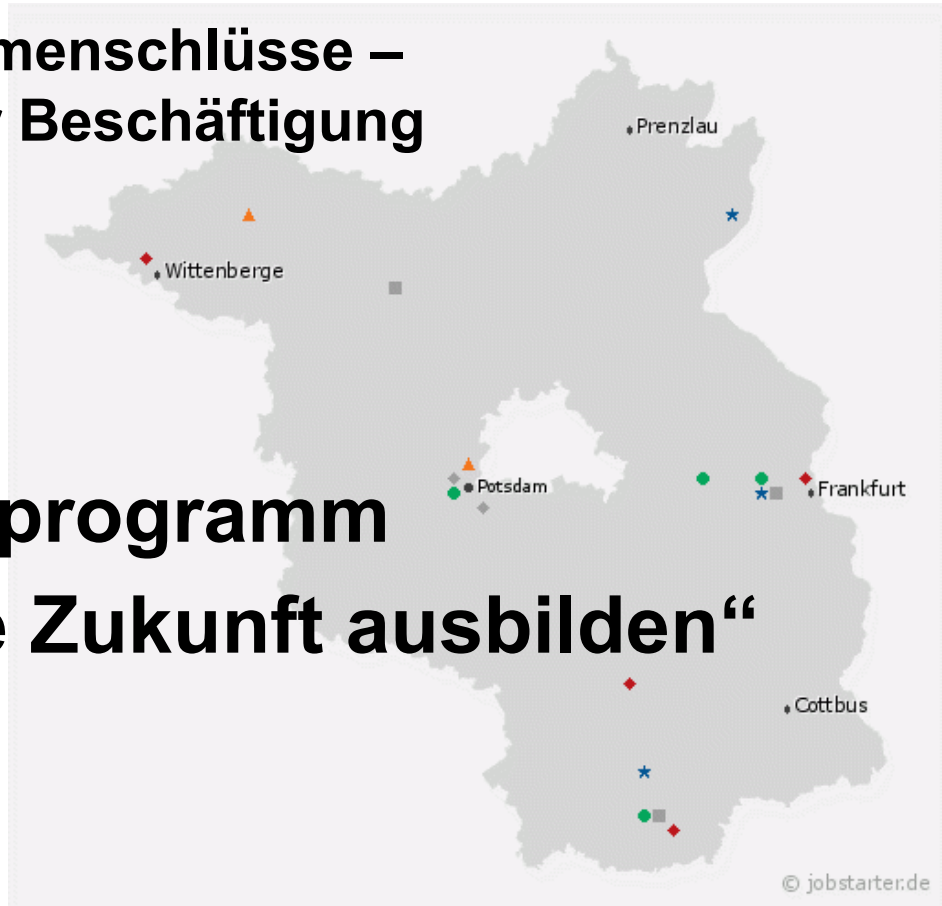 menschlüsse –
Beschäftigung
Prenzlau
Wittenberge
Potsdam
Frankfurt
programm
Zukunft ausbilden“
Cottbus
© jobstarter.de